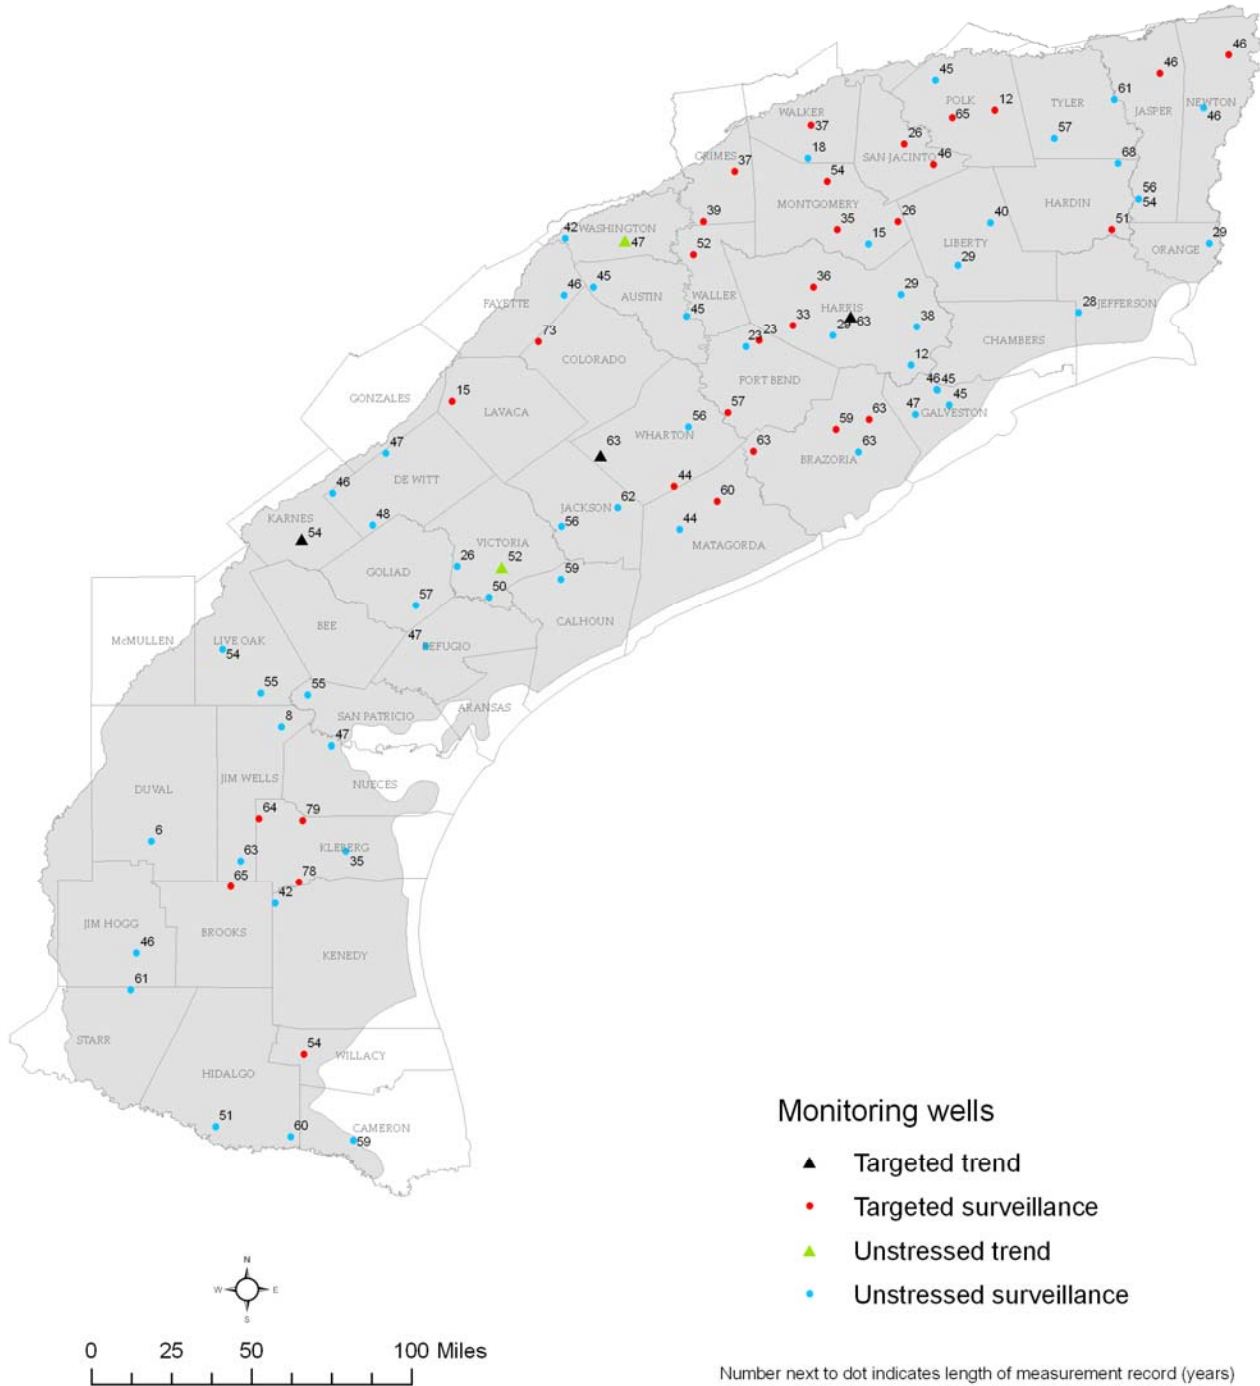 46
46
45
POLK
12
65
TYLER
61
JASPER
NEWTON
46
WALKER
37
57
26
SAN JACINTO
46
18
68
GRIMES
37
54
MONTGOMERY
HARDIN
56
54
39
35
26
40
51
42
WASHINGTON
47
52
15
LIBERTY
29
ORANGE
29
46
45
AUSTIN
WALLER
36
29
FAYETTE
45
HARRIS
63
33
29
38
28
JEFFERSON
73
COLORADO
23
23
CHAMBERS
12
FORT BEND
46
45
45
GONZALES
15
LAVACA
57
59
63
47
GALVESTON
56
WHARTON
63
47
63
BRAZORIA
63
DE WITT
44
60
46
62
KARNES
54
48
JACKSON
56
44
MATAGORDA
VICTORIA
52
26
GOLIAD
59
50
57
CALHOUN
BEE
McMULLEN
LIVE OAK
54
47
REFUGIO
55
55
ARANSAS
SAN PATRICIO
8
47
JIM WELLS
NUECES
DUVAL
64
79
6
63
KLEBERG
35
65
78
42
JIM HOGG
BROOKS
46
KENEDY
61
STARR
54
WILLACY
HIDALGO
51
60
CAMERON
59
Monitoring wells
Targeted trend
Targeted surveillance
Unstressed trend
Unstressed surveillance
N
W
E
S
0 25 50 100 Miles
Number next to dot indicates length of measurement record (years)